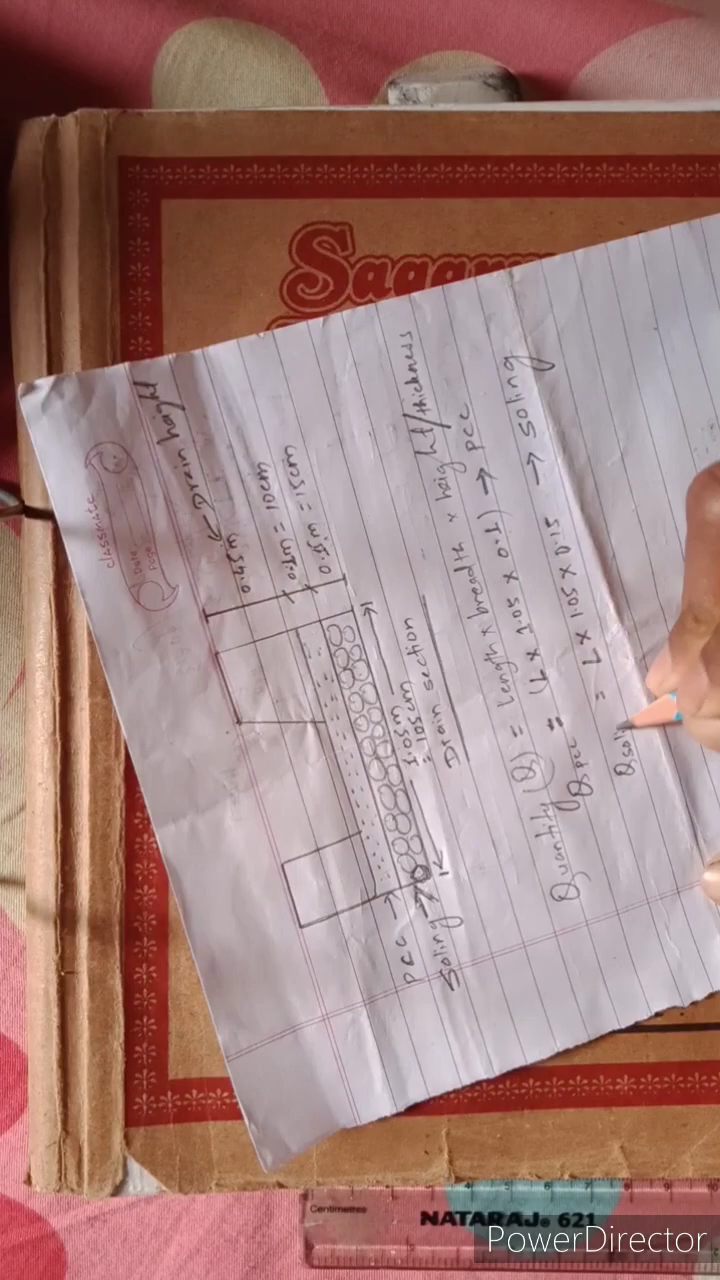 Sagar
classmate
Date
Page
0.45m ← Drain height
0.1m = 10cm
0.15m = 15cm
PCC →
Soling →
1.05m
= 105cm
Drain section
Quantity (Q) = Length x breadth x height/thickness
Qpcc = (L x 1.05 x 0.1) → PCC
= L x 1.05 x 0.15 → Soling
Qsoli
Centimetres
NATARAJ® 621
PowerDirector